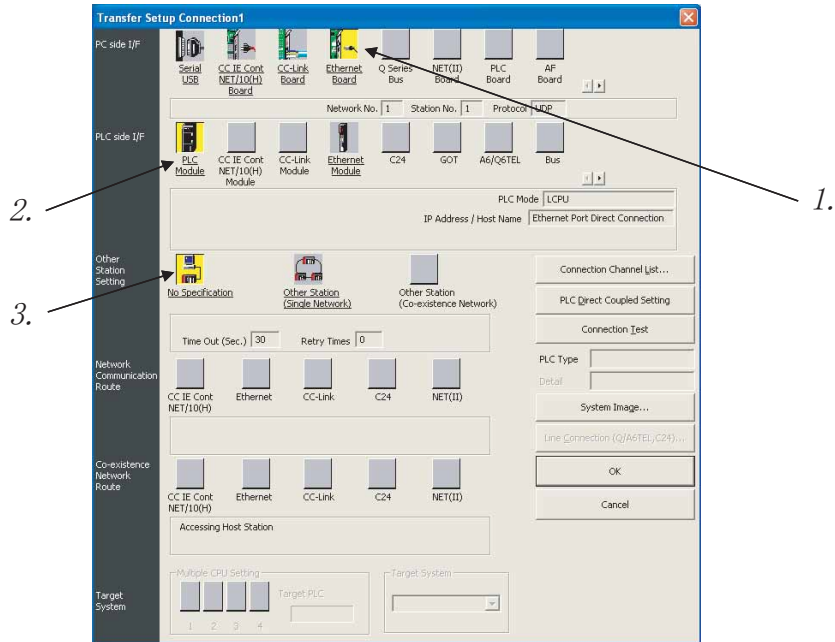 Transfer Setup Connection1
PC side I/F
Serial USB
CC IE Cont NET/10(H) Board
CC-Link Board
Ethernet Board
Q Series Bus
NET(II) Board
PLC Board
AF Board
1.
Network No. 1 Station No. 1 Protocol UDP
PLC side I/F
PLC Module
CC IE Cont NET/10(H) Module
CC-Link Module
Ethernet Module
C24
GOT
A6/Q6TEL
Bus
2.
PLC Mode LCPU
IP Address / Host Name Ethernet Port Direct Connection
Other Station Setting
No Specification
Other Station (Single Network)
Other Station (Co-existence Network)
3.
Time Out (Sec.) 30 Retry Times 0
Connection Channel List...
PLC Direct Coupled Setting
Connection Test
PLC Type
Detail
System Image...
Line Connection (Q/A6TEL,C24)...
OK
Cancel
Network Communication Route
CC IE Cont NET/10(H)
Ethernet
CC-Link
C24
NET(II)
Co-existence Network Route
CC IE Cont NET/10(H)
Ethernet
CC-Link
C24
NET(II)
Accessing Host Station
Target System
Multiple CPU Setting
1 2 3 4
Target PLC
Target System